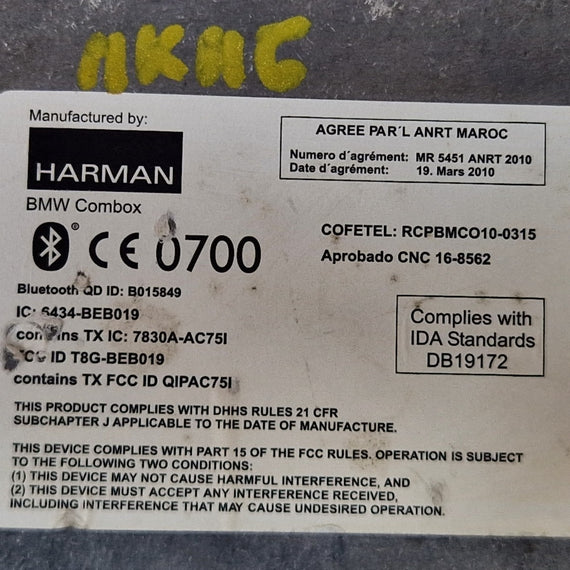 Manufactured by:
HARMAN
BMW Combox
CE 0700
Bluetooth QD ID: B015849
IC: 6434-BEB019
contains TX IC: 7830A-AC75I
FCC ID T8G-BEB019
contains TX FCC ID QIPAC75I
AGREE PAR´L ANRT MAROC
Numero d´agrément: MR 5451 ANRT 2010
Date d´agrément: 19. Mars 2010
COFETEL: RCPBMCO10-0315
Aprobado CNC 16-8562
Complies with
IDA Standards
DB19172
THIS PRODUCT COMPLIES WITH DHHS RULES 21 CFR
SUBCHAPTER J APPLICABLE TO THE DATE OF MANUFACTURE.
THIS DEVICE COMPLIES WITH PART 15 OF THE FCC RULES. OPERATION IS SUBJECT
TO THE FOLLOWING TWO CONDITIONS:
(1) THIS DEVICE MAY NOT CAUSE HARMFUL INTERFERENCE, AND
(2) THIS DEVICE MUST ACCEPT ANY INTERFERENCE RECEIVED,
INCLUDING INTERFERENCE THAT MAY CAUSE UNDESIRED OPERATION.